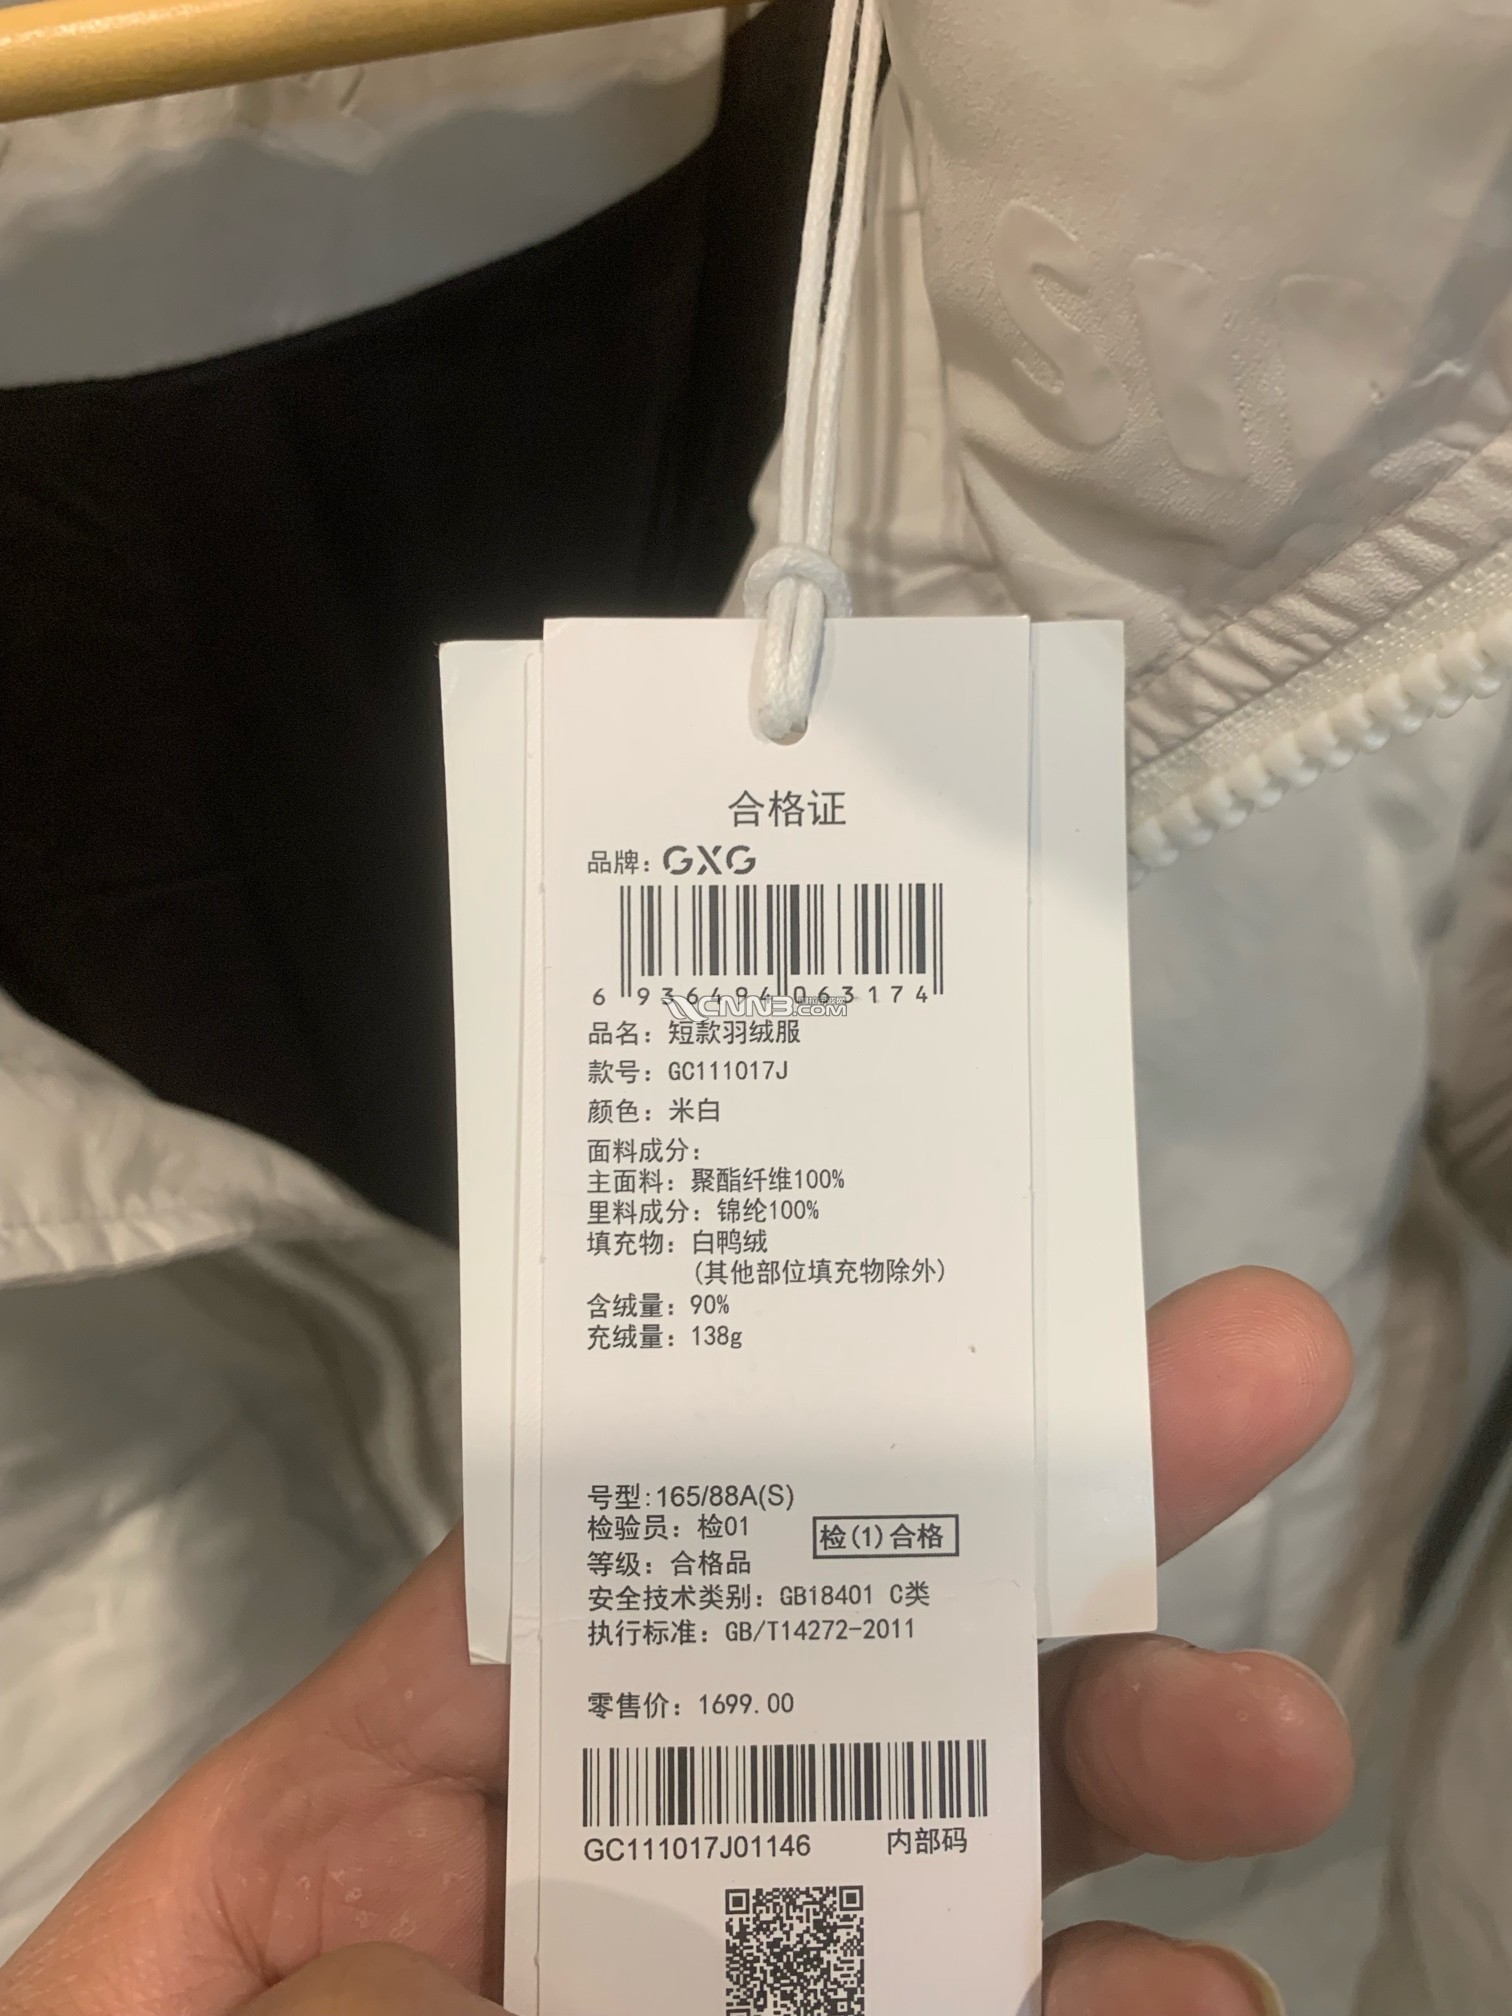 合格证
品牌：GXG
6 936494 063174
CNN3.COM
品名：短款羽绒服
款号：GC111017J
颜色：米白
面料成分：
主面料：聚酯纤维100%
里料成分：锦纶100%
填充物：白鸭绒
(其他部位填充物除外)
含绒量：90%
充绒量：138g
号型：165/88A(S)
检验员：检01
检(1)合格
等级：合格品
安全技术类别：GB18401 C类
执行标准：GB/T14272-2011
零售价：1699.00
GC111017J01146 内部码